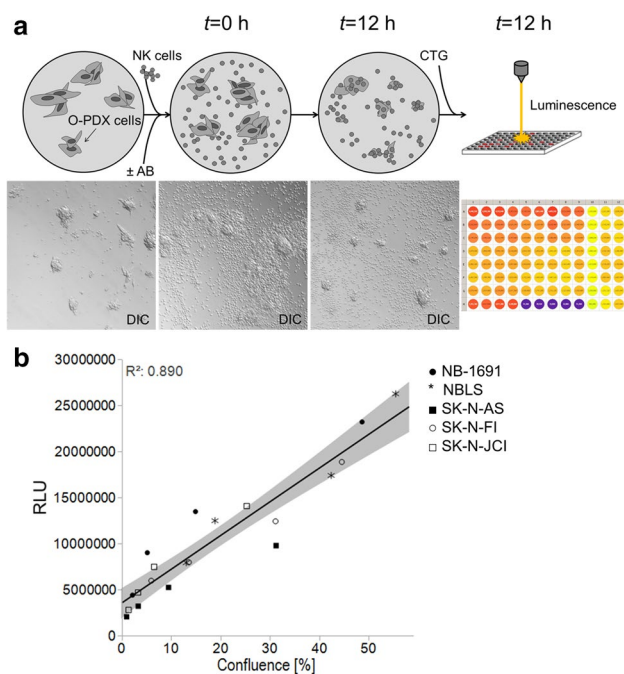 a
t=0 h
t=12 h
t=12 h
NK cells
CTG
O-PDX cells
Luminescence
± AB
DIC
DIC
DIC
b
R²: 0.890
30000000
25000000
20000000
15000000
10000000
5000000
0
RLU
0 10 20 30 40 50
Confluence [%]
NB-1691
NBLS
SK-N-AS
SK-N-FI
SK-N-JCI